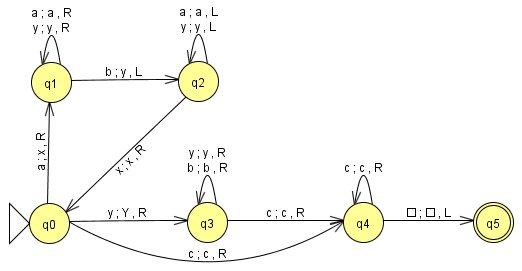 a ; a , R
y ; y , R
a ; a , L
y ; y , L
q1
b ; y , L
q2
a ; x , R
x ; x , R
y ; y , R
b ; b , R
c ; c , R
q0
y ; Y , R
q3
c ; c , R
q4
□ ; □ , L
q5
c ; c , R